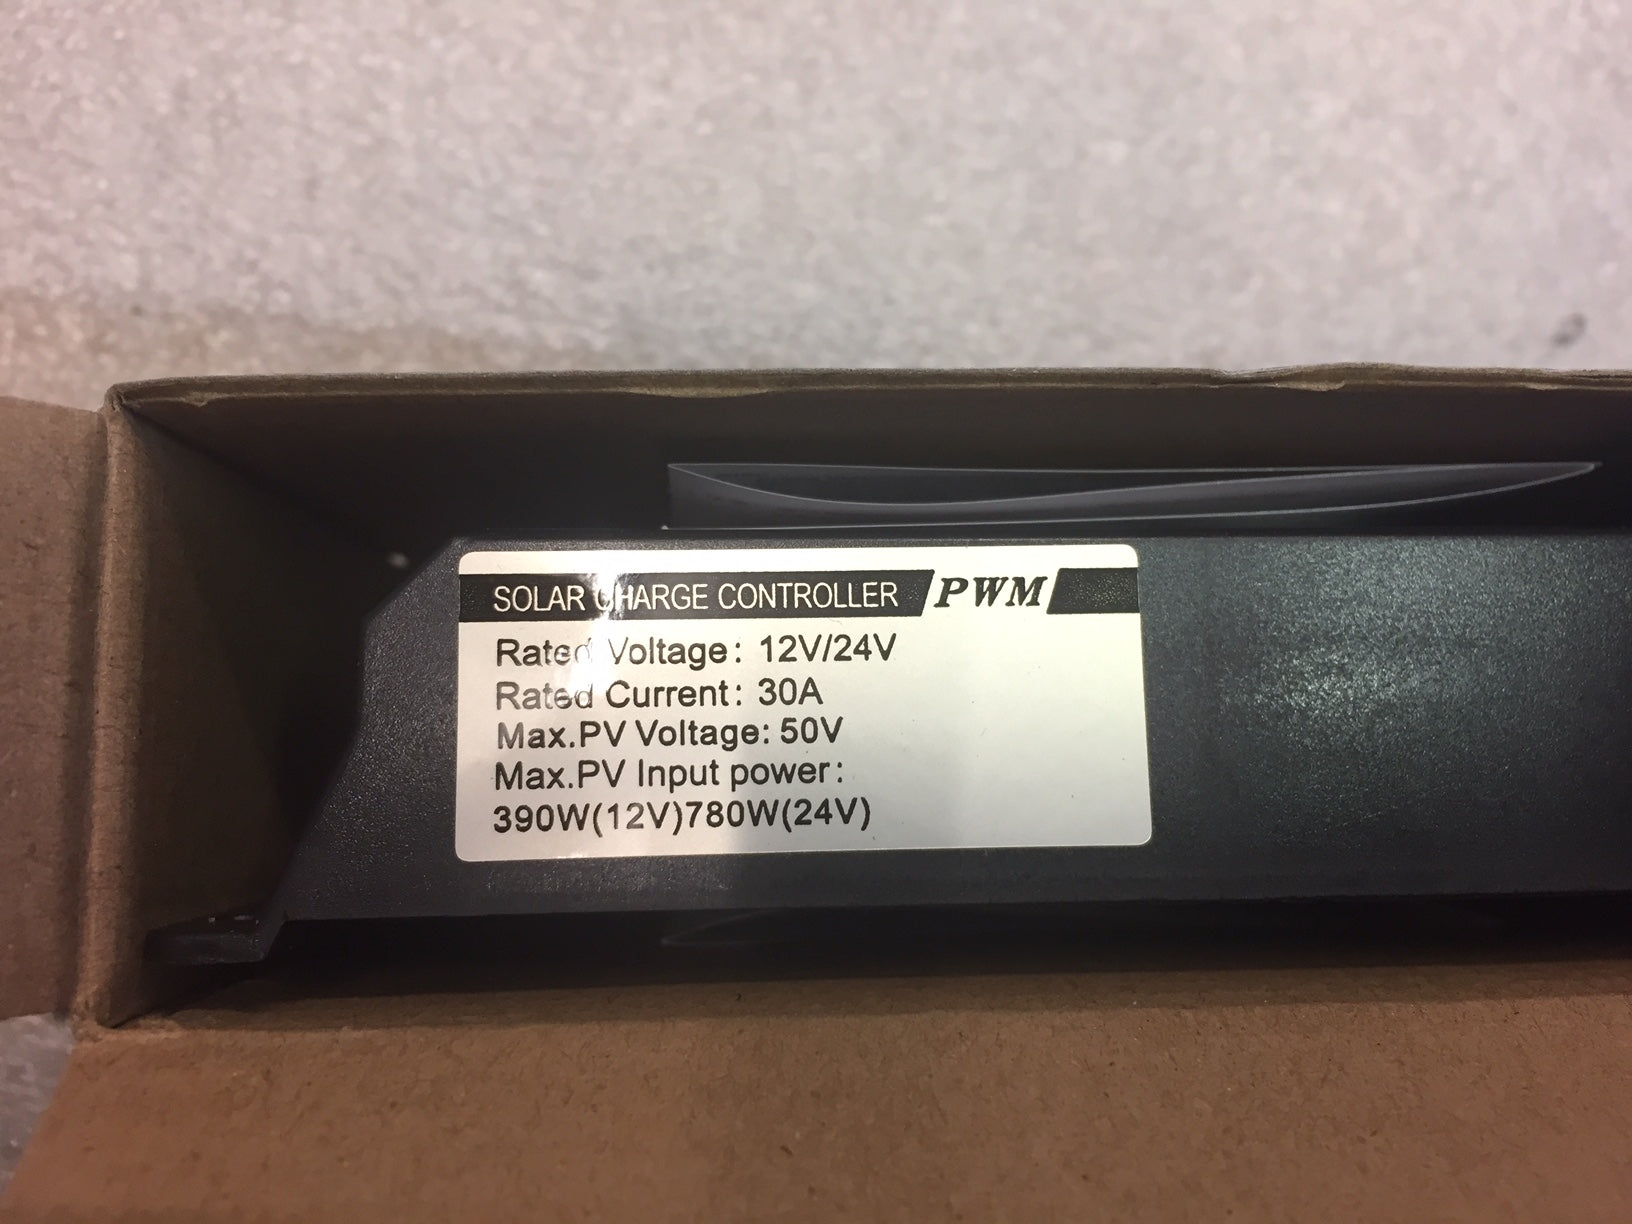 SOLAR CHARGE CONTROLLER PWM
Rated Voltage: 12V/24V
Rated Current: 30A
Max.PV Voltage: 50V
Max.PV Input power:
390W(12V)780W(24V)